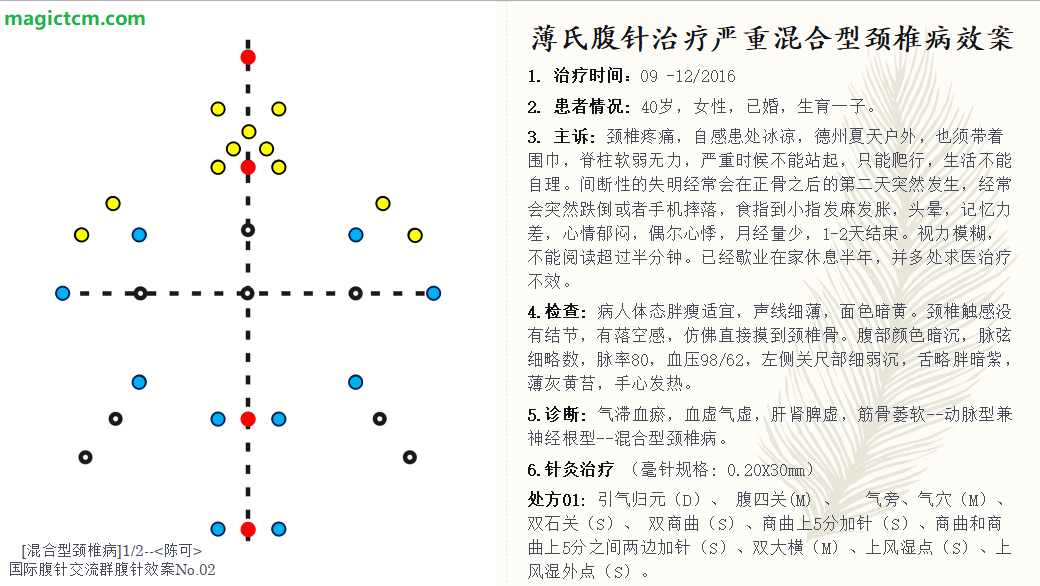 magictcm.com
[混合型颈椎病]1/2--<陈可>
国际腹针交流群腹针效案No.02
薄氏腹针治疗严重混合型颈椎病效案
1. 治疗时间：09 -12/2016
2. 患者情况：40岁，女性，已婚，生育一子。
3. 主诉：颈椎疼痛，自感患处冰凉，德州夏天户外，也须带着
围巾，脊柱软弱无力，严重时候不能站起，只能爬行，生活不能
自理。间断性的失明经常会在正骨之后的第二天突然发生，经常
会突然跌倒或者手机摔落，食指到小指发麻发胀，头晕，记忆力
差，心情郁闷，偶尔心悸，月经量少，1-2天结束。视力模糊，
不能阅读超过半分钟。已经歇业在家休息半年，并多处求医治疗
不效。
4.检查：病人体态胖瘦适宜，声线细薄，面色暗黄。颈椎触感没
有结节，有落空感，仿佛直接摸到颈椎骨。腹部颜色暗沉，脉弦
细略数，脉率80，血压98/62，左侧关尺部细弱沉，舌略胖暗紫，
薄灰黄苔，手心发热。
5.诊断：气滞血瘀，血虚气虚，肝肾脾虚，筋骨萎软--动脉型兼
神经根型--混合型颈椎病。
6.针灸治疗 （毫针规格：0.20X30mm）
处方01：引气归元（D）、 腹四关(M) 、 气旁、气穴（M）、
双石关（S）、 双商曲（S）、商曲上5分加针（S）、商曲和商
曲上5分之间两边加针（S）、双大横（M）、上风湿点（S）、上
风湿外点（S）。